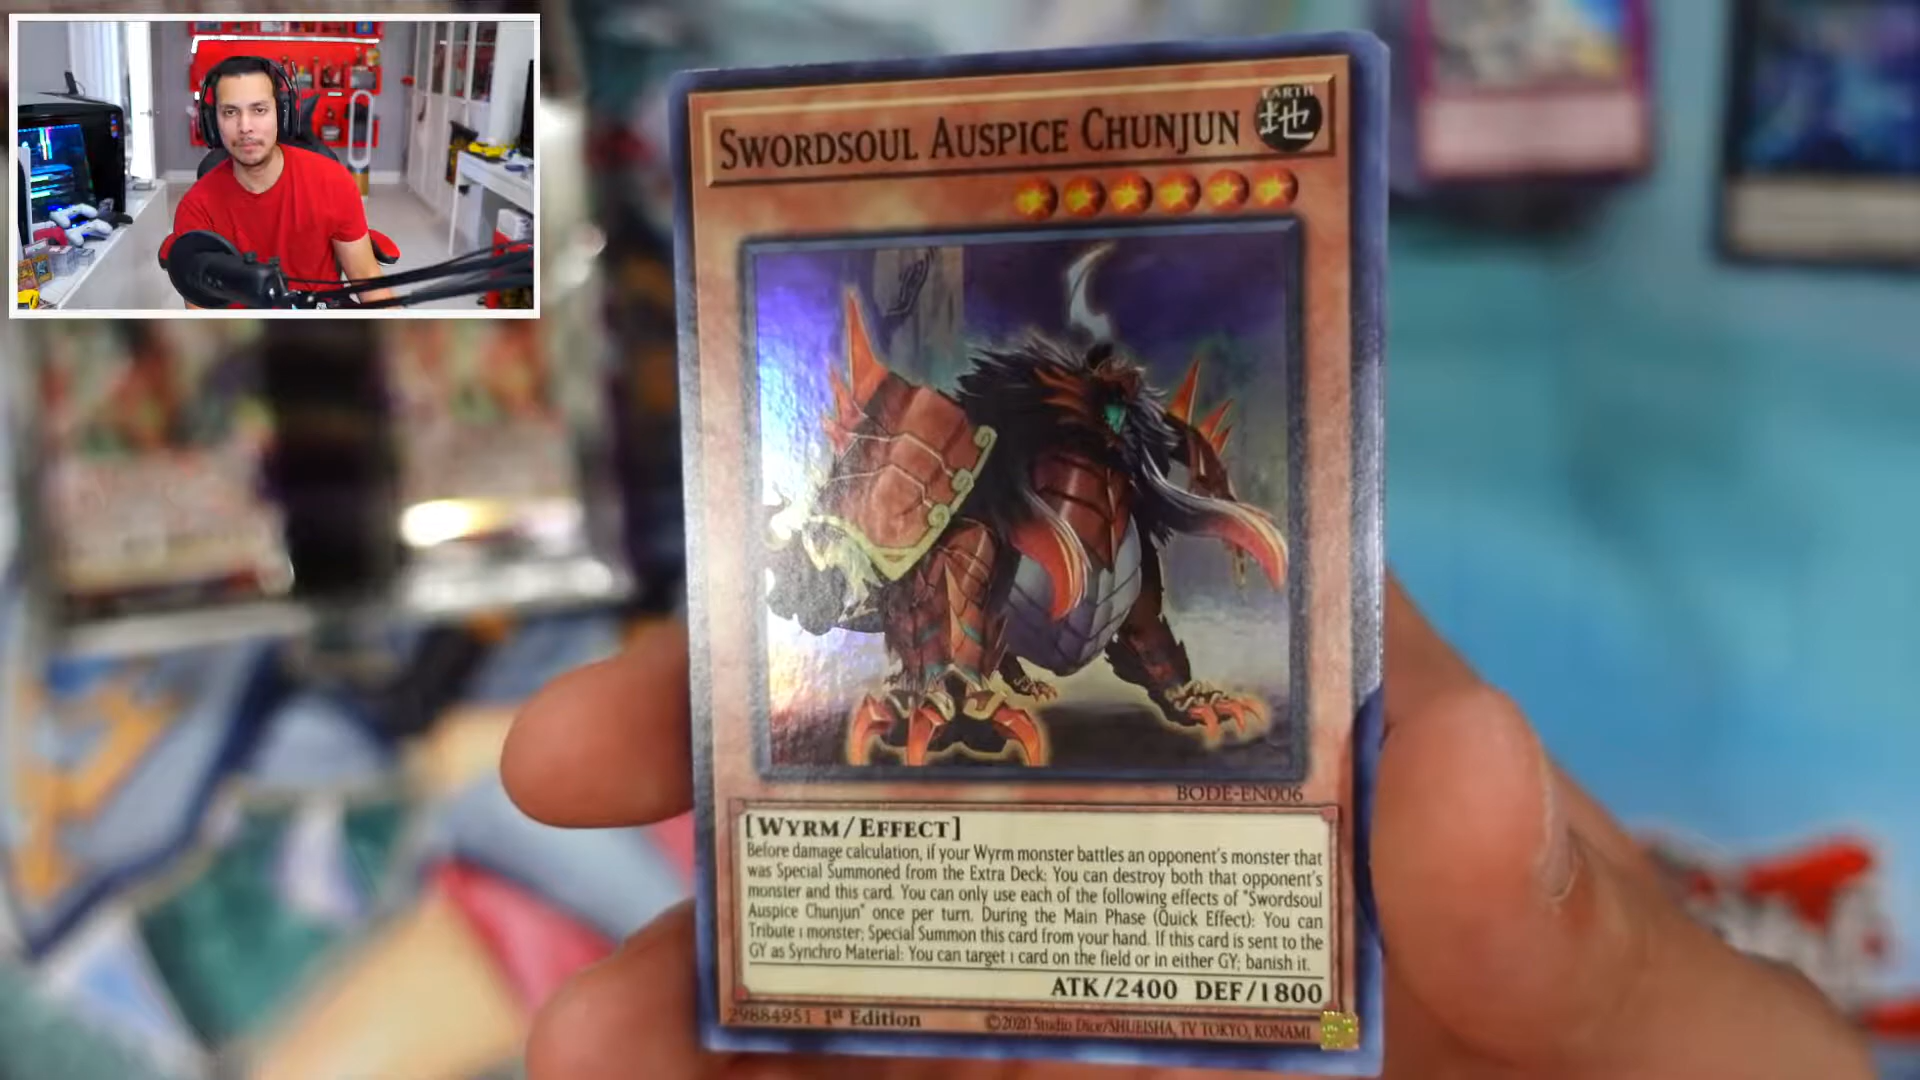 SWORDSOUL AUSPICE CHUNJUN
EARTH
地
BODE-EN006
[WYRM/EFFECT]
Before damage calculation, if your Wyrm monster battles an opponent's monster that
was Special Summoned from the Extra Deck: You can destroy both that opponent's
monster and this card. You can only use each of the following effects of "Swordsoul
Auspice Chunjun" once per turn. During the Main Phase (Quick Effect): You can
Tribute 1 monster; Special Summon this card from your hand. If this card is sent to the
GY as Synchro Material: You can target 1 card on the field or in either GY; banish it.
ATK/2400 DEF/1800
29884951 1st Edition
©2020 Studio Dice/SHUEISHA, TV TOKYO, KONAMI